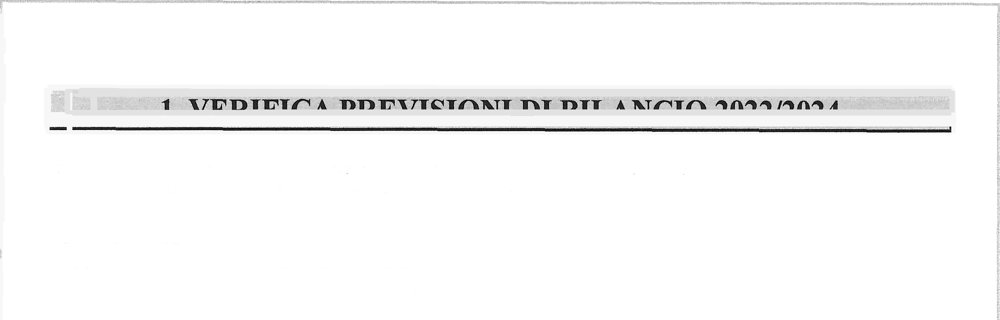 1. VERIFICA PREVISIONI DI BILANCIO 2022/2024